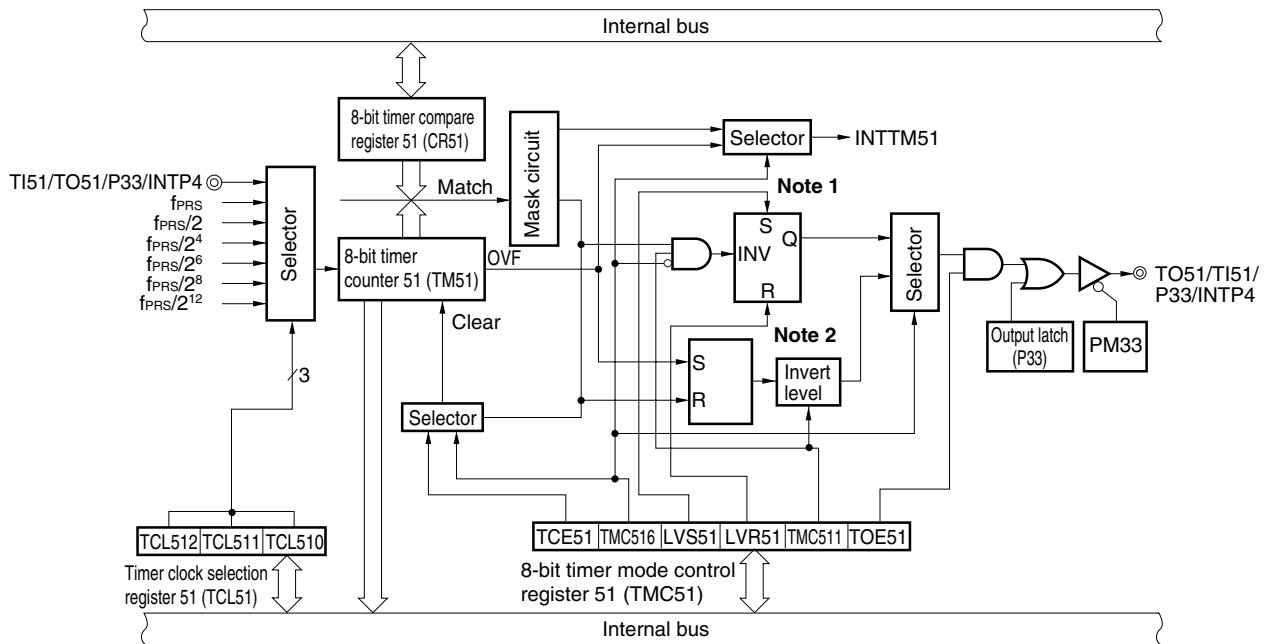 Internal bus
8-bit timer compare
register 51 (CR51)
Mask circuit
Selector
INTTM51
TI51/TO51/P33/INTP4
fPRS
fPRS/2
fPRS/2⁴
fPRS/2⁶
fPRS/2⁸
fPRS/2¹²
Selector
Match
Note 1
S
INV
Q
R
Selector
8-bit timer
counter 51 (TM51)
OVF
Clear
TO51/TI51/
P33/INTP4
Note 2
S
R
Invert
level
Output latch
(P33)
PM33
3
Selector
TCL512 TCL511 TCL510
Timer clock selection
register 51 (TCL51)
TCE51 TMC516 LVS51 LVR51 TMC511 TOE51
8-bit timer mode control
register 51 (TMC51)
Internal bus